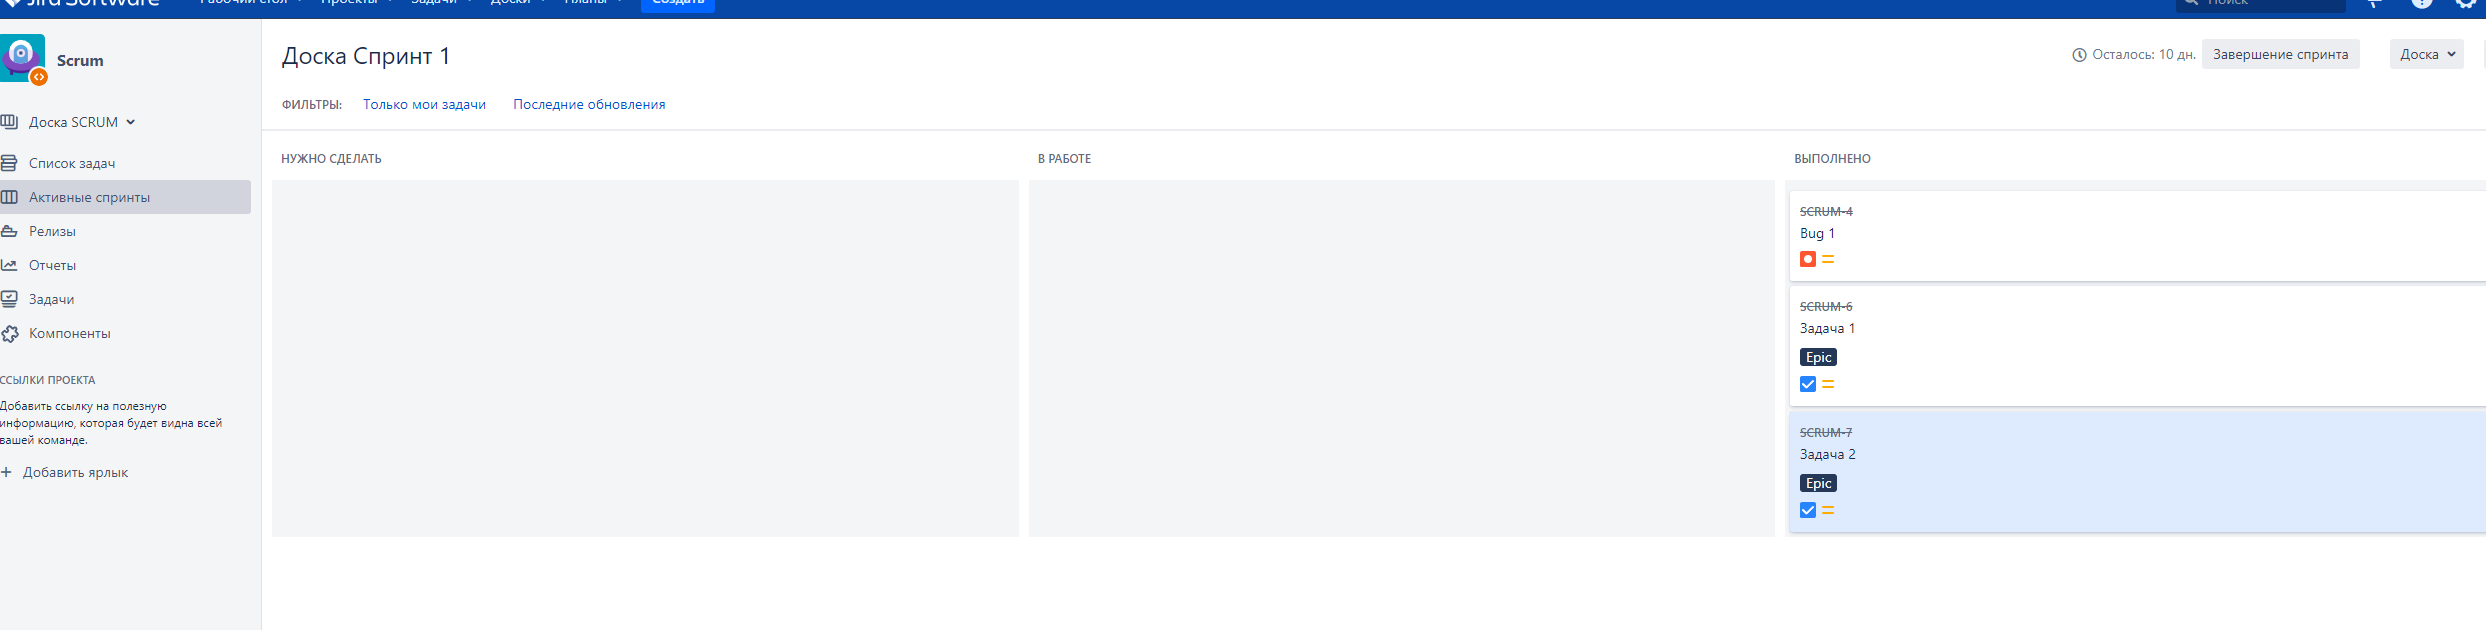 Jira Software
Рабочий стол
Проекты
Задачи
Доски
Планы
Создать
Поиск
Scrum
Доска SCRUM
Список задач
Активные спринты
Релизы
Отчеты
Задачи
Компоненты
ССЫЛКИ ПРОЕКТА
Добавить ссылку на полезную
информацию, которая будет видна всей
вашей команде.
+ Добавить ярлык
Доска Спринт 1
Осталось: 10 дн.
Завершение спринта
Доска
ФИЛЬТРЫ: Только мои задачи Последние обновления
НУЖНО СДЕЛАТЬ
В РАБОТЕ
ВЫПОЛНЕНО
SCRUM-4
Bug 1
SCRUM-6
Задача 1
Epic
SCRUM-7
Задача 2
Epic